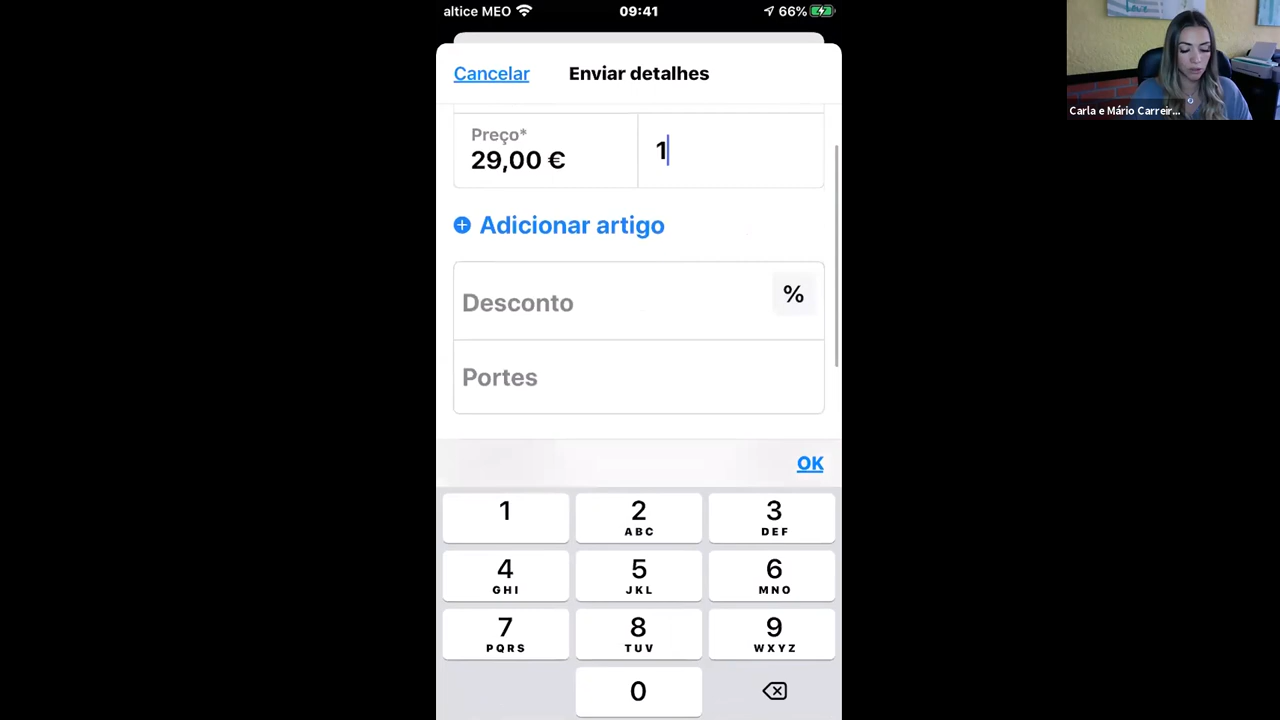 altice MEO 09:41 66%
Cancelar Enviar detalhes
Preço*
29,00 € 1
Adicionar artigo
Desconto %
Portes
OK
1 2 3
ABC DEF
4 5 6
GHI JKL MNO
7 8 9
PQRS TUV WXYZ
0
Carla e Mário Carreir...